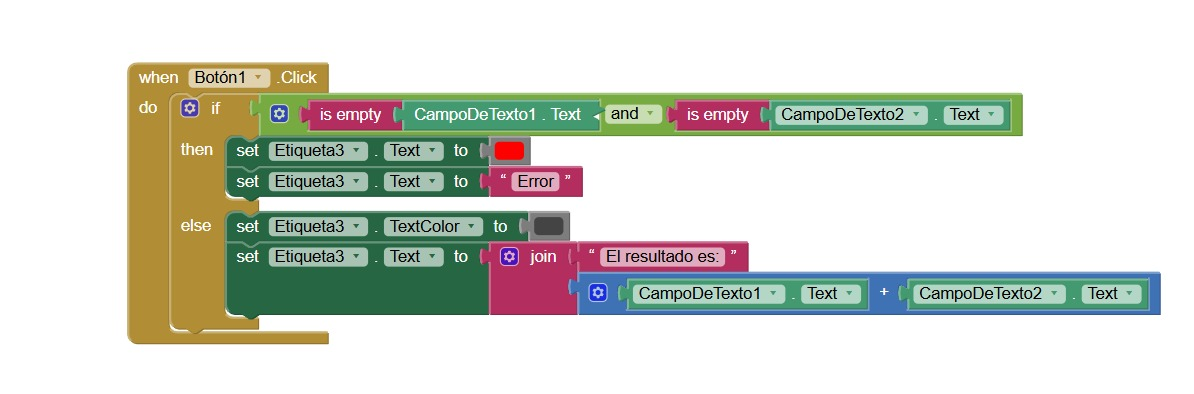 when Botón1 .Click
do if is empty CampoDeTexto1 . Text and is empty CampoDeTexto2 . Text
then set Etiqueta3 . Text to
set Etiqueta3 . Text to “ Error ”
else set Etiqueta3 . TextColor to
set Etiqueta3 . Text to join “ El resultado es: ”
CampoDeTexto1 . Text + CampoDeTexto2 . Text